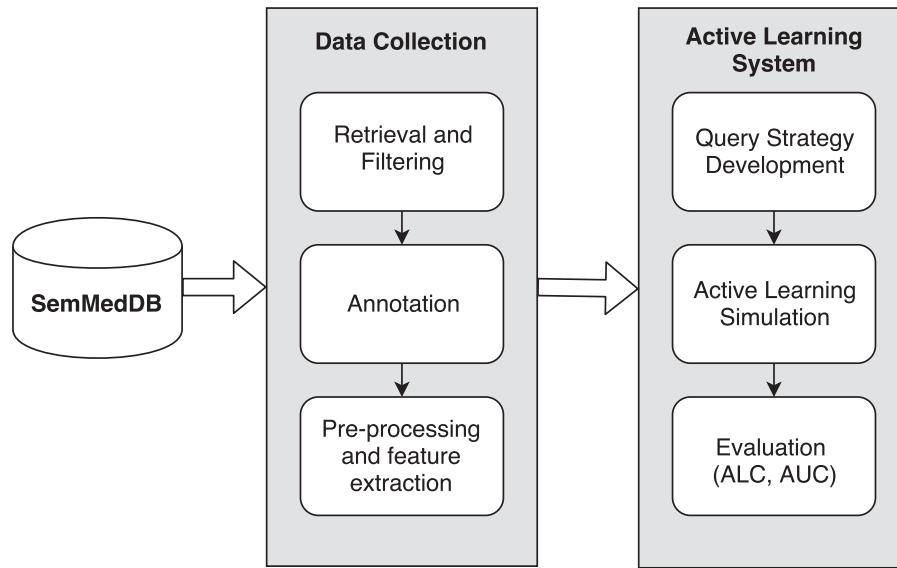 SemMedDB
Data Collection
Retrieval and
Filtering
Annotation
Pre-processing
and feature
extraction
Active Learning
System
Query Strategy
Development
Active Learning
Simulation
Evaluation
(ALC, AUC)